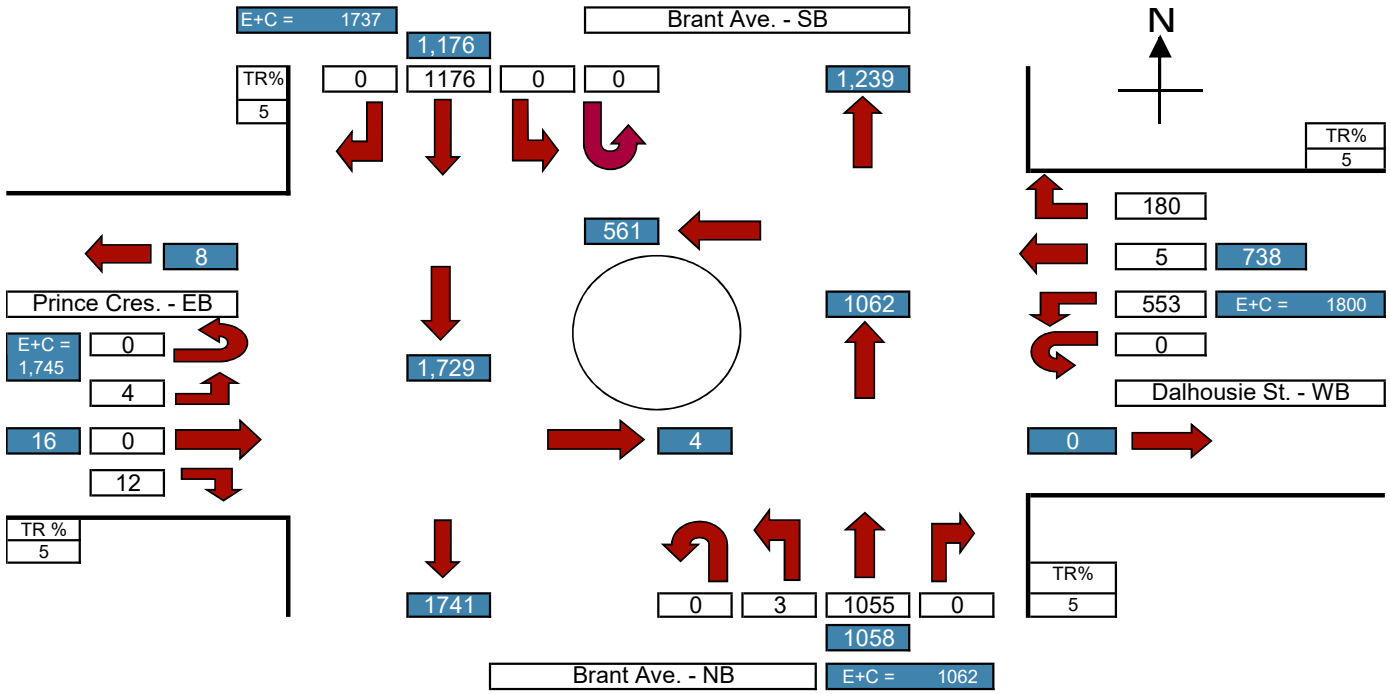 E+C = 1737
Brant Ave. - SB
N
1,176
TR%
0 1176 0 0
1,239
5
TR%
5
180
561
8
5 738
Prince Cres. - EB
1062
553 E+C = 1800
E+C =
1,745
0
0
1,729
4
Dalhousie St. - WB
16 0
4
0
12
TR %
5
TR%
5
1741
0 3 1055 0
1058
Brant Ave. - NB
E+C = 1062